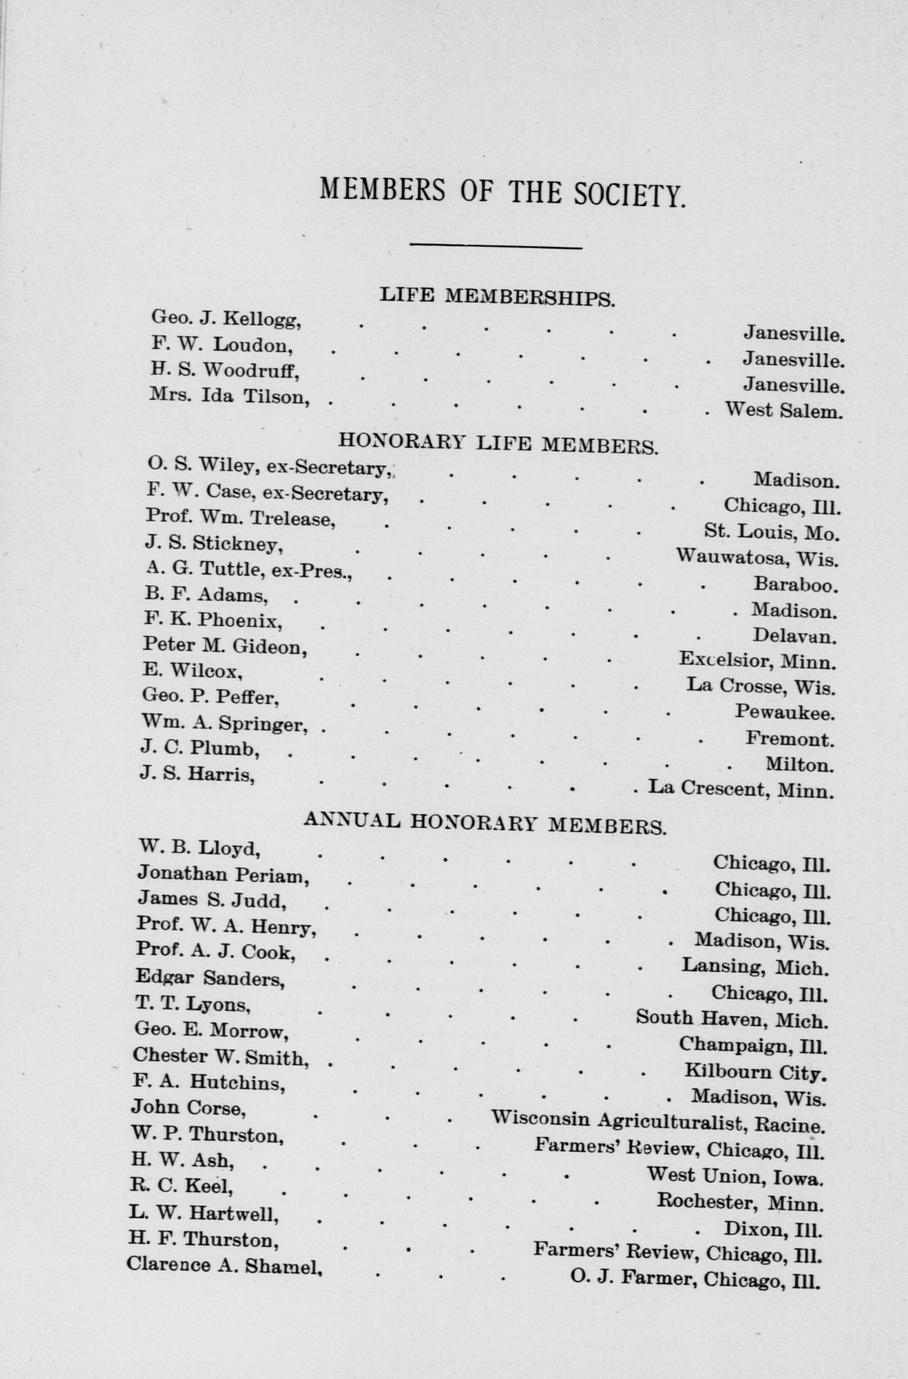 MEMBERS OF THE SOCIETY.
LIFE MEMBERSHIPS.
Geo. J. Kellogg, . . . . . . Janesville.
F. W. Loudon, . . . . . . . Janesville.
H. S. Woodruff, . . . . . . Janesville.
Mrs. Ida Tilson, . . . . . . . West Salem.
HONORARY LIFE MEMBERS.
O. S. Wiley, ex-Secretary, . . . . . Madison.
F. W. Case, ex-Secretary, . . . . . Chicago, Ill.
Prof. Wm. Trelease, . . . . . St. Louis, Mo.
J. S. Stickney, . . . . . Wauwatosa, Wis.
A. G. Tuttle, ex-Pres., . . . . . . Baraboo.
B. F. Adams, . . . . . . . . Madison.
F. K. Phoenix, . . . . . . . Delavan.
Peter M. Gideon, . . . . . Excelsior, Minn.
E. Wilcox, . . . . . . La Crosse, Wis.
Geo. P. Peffer, . . . . . . Pewaukee.
Wm. A. Springer, . . . . . . . Fremont.
J. C. Plumb, . . . . . . . . Milton.
J. S. Harris, . . . . . . La Crescent, Minn.
ANNUAL HONORARY MEMBERS.
W. B. Lloyd, . . . . . . Chicago, Ill.
Jonathan Periam, . . . . . . Chicago, Ill.
James S. Judd, . . . . . . Chicago, Ill.
Prof. W. A. Henry, . . . . . . Madison, Wis.
Prof. A. J. Cook, . . . . . . Lansing, Mich.
Edgar Sanders, . . . . . . Chicago, Ill.
T. T. Lyons, . . . . . South Haven, Mich.
Geo. E. Morrow, . . . . . Champaign, Ill.
Chester W. Smith, . . . . . . Kilbourn City.
F. A. Hutchins, . . . . . . Madison, Wis.
John Corse, . . . Wisconsin Agriculturalist, Racine.
W. P. Thurston, . . . Farmers' Review, Chicago, Ill.
H. W. Ash, . . . . . . West Union, Iowa.
R. C. Keel, . . . . . . Rochester, Minn.
L. W. Hartwell, . . . . . . . Dixon, Ill.
H. F. Thurston, . . . Farmers' Review, Chicago, Ill.
Clarence A. Shamel, . . . O. J. Farmer, Chicago, Ill.